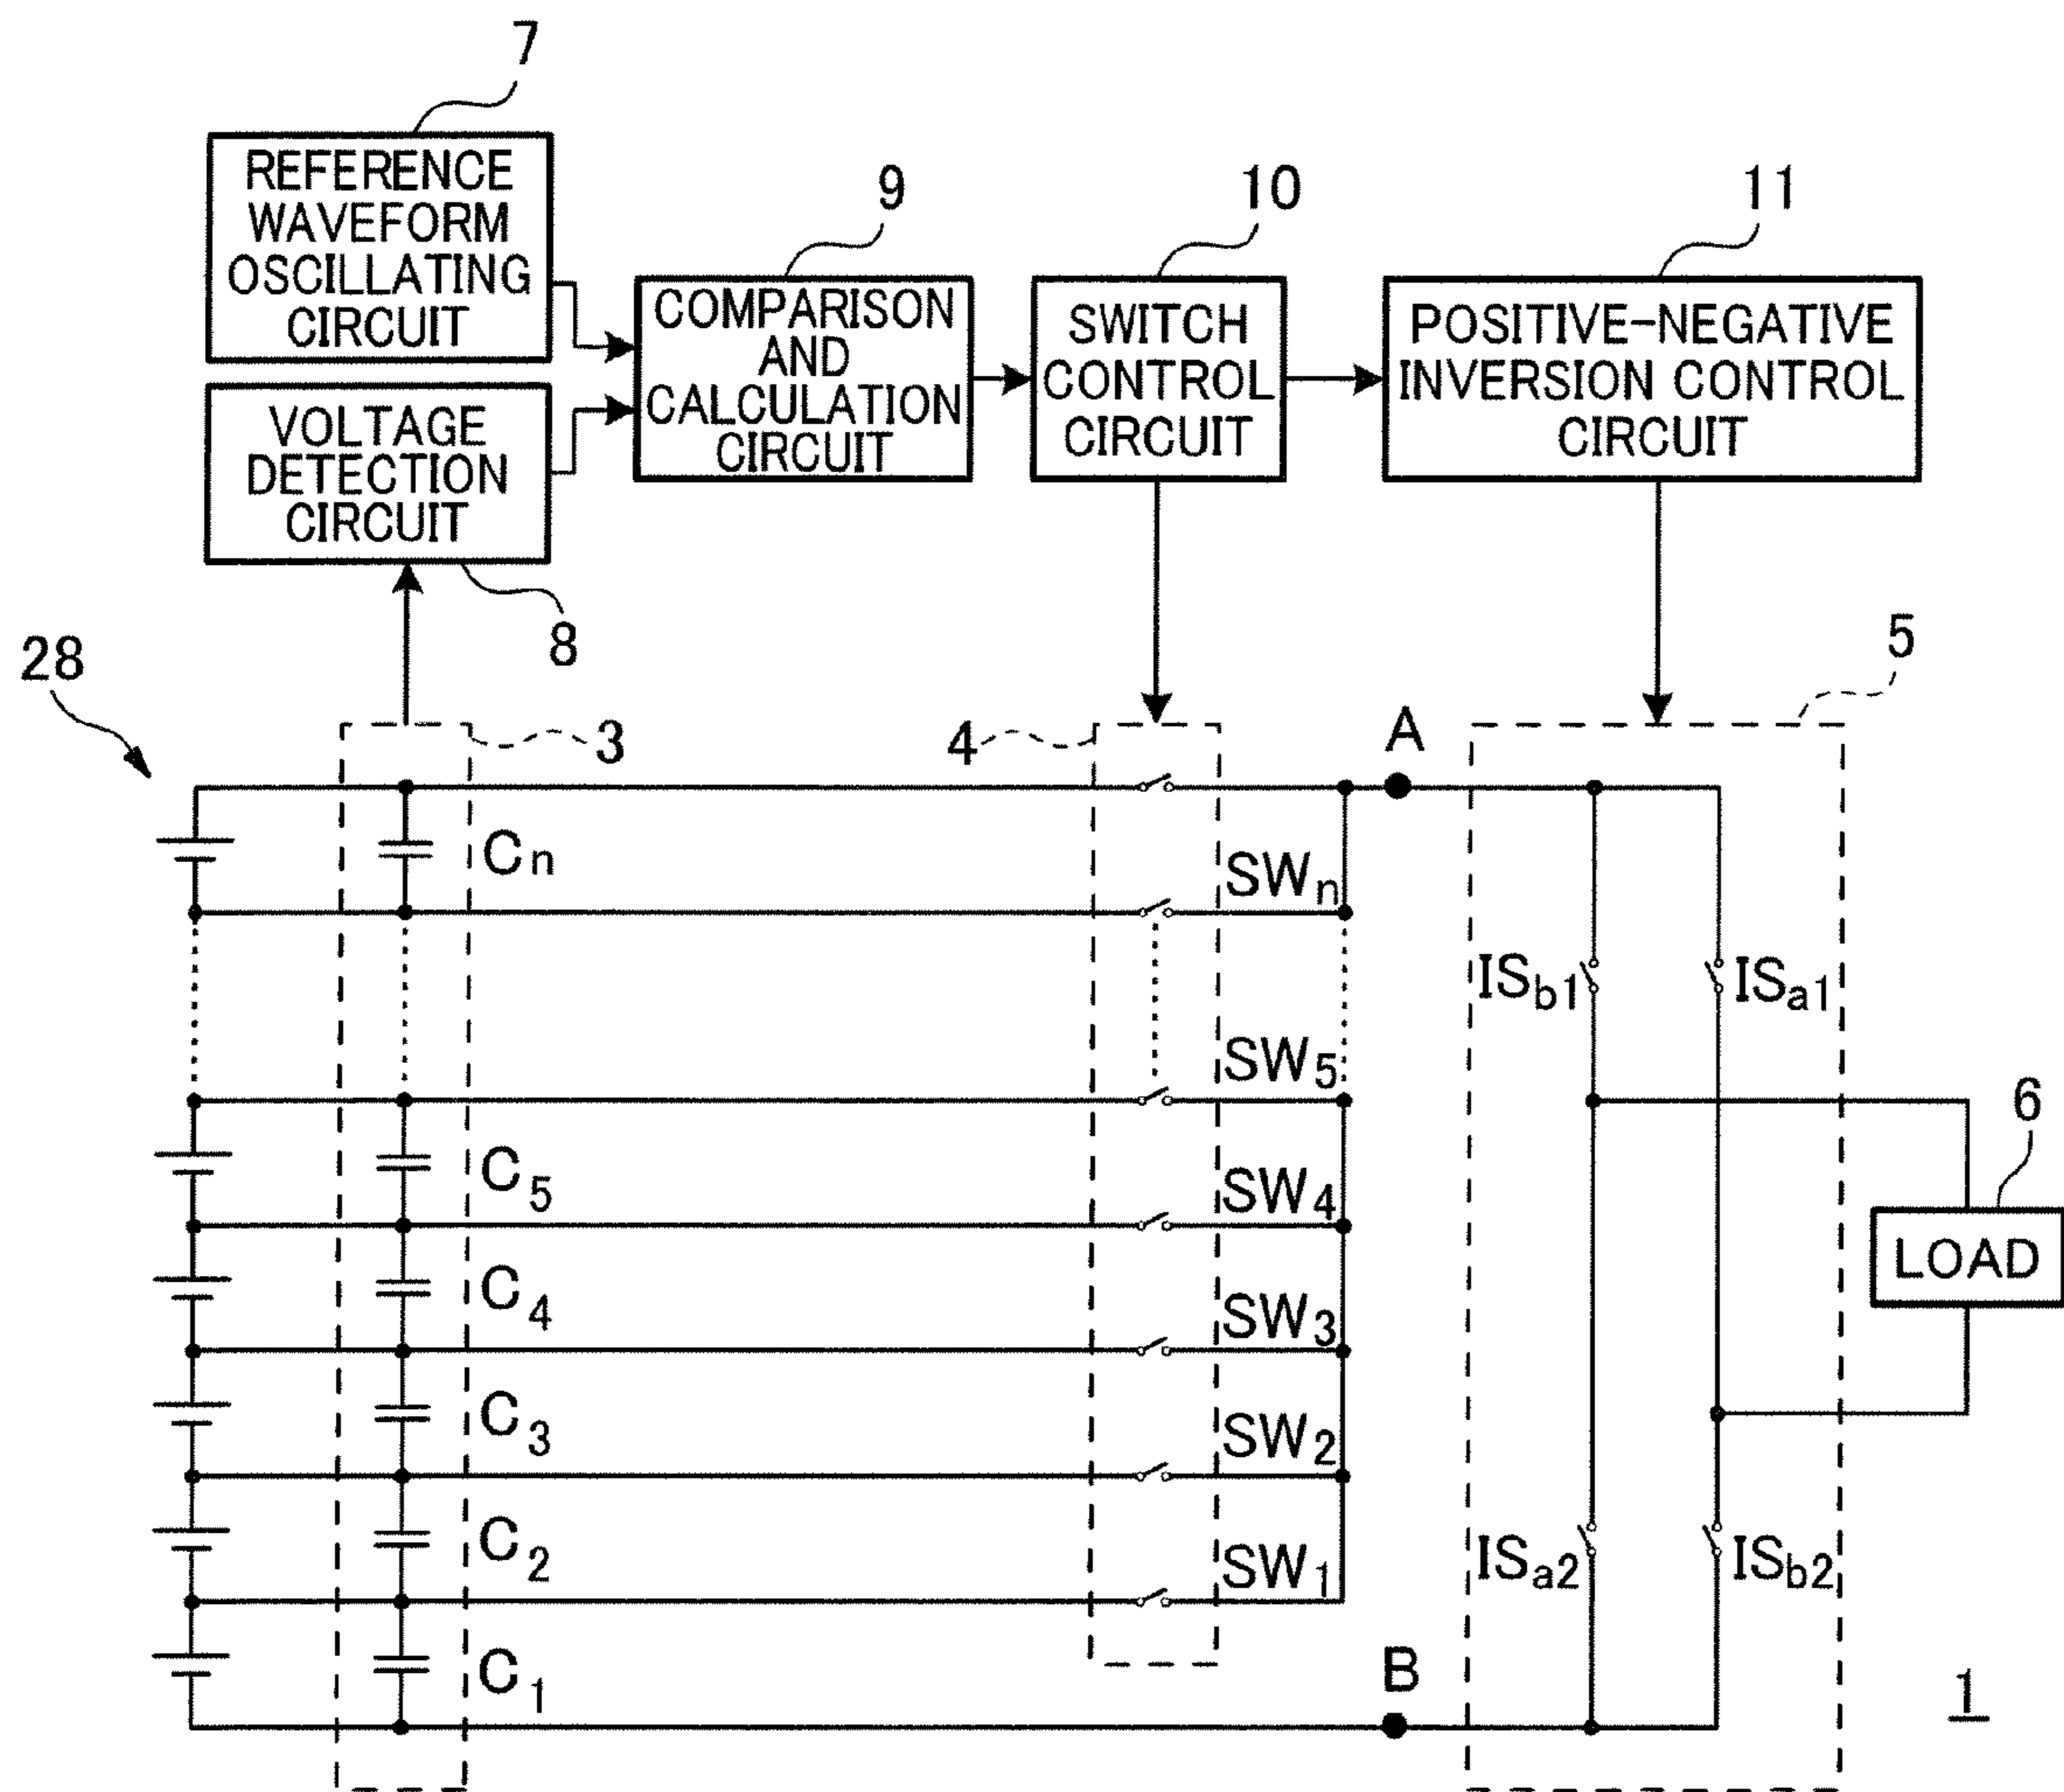 7
REFERENCE
WAVEFORM
OSCILLATING
CIRCUIT
9
COMPARISON
AND
CALCULATION
CIRCUIT
10
SWITCH
CONTROL
CIRCUIT
11
POSITIVE-NEGATIVE
INVERSION CONTROL
CIRCUIT
VOLTAGE
DETECTION
CIRCUIT
8
28
3
4
A
5
Cn
SWn
ISb1
ISa1
SW5
6
C5
SW4
LOAD
C4
SW3
C3
SW2
C2
SW1
ISa2
ISb2
C1
B
1